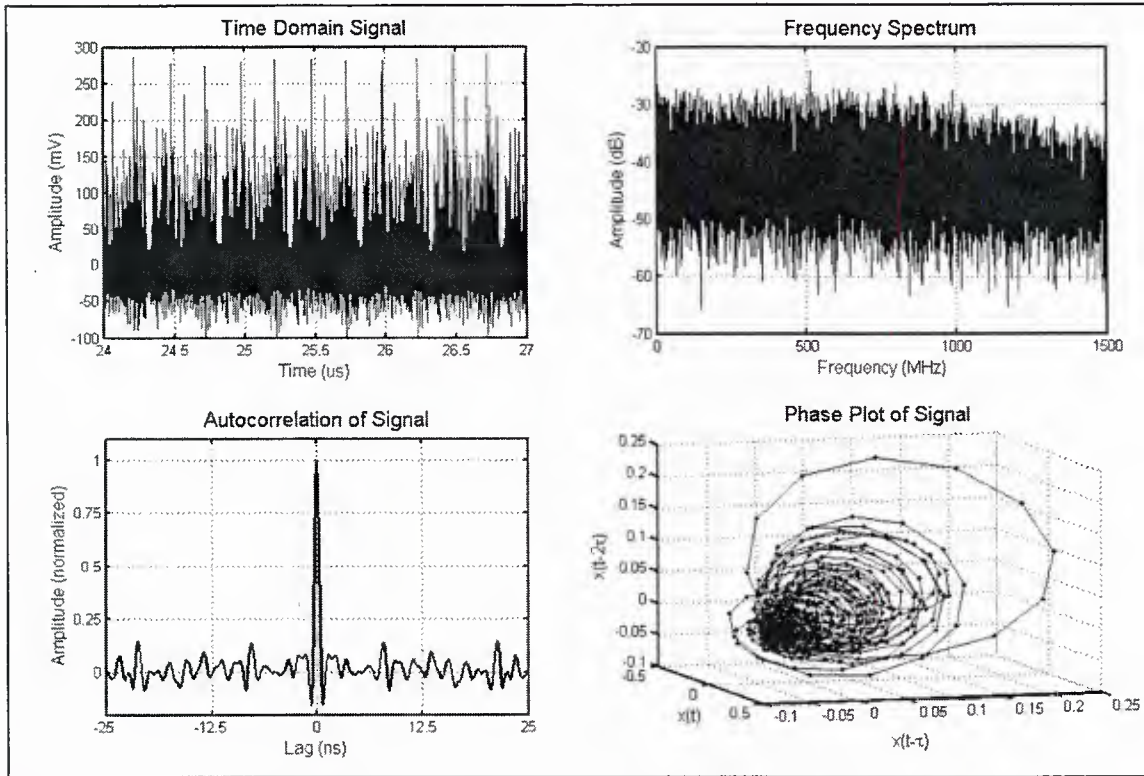 Time Domain Signal
300
250
200
150
100
50
0
-50
-100
Amplitude (mV)
24 24.5 25 25.5 26 26.5 27
Time (us)
Frequency Spectrum
-20
-30
-40
-50
-60
-70
Amplitude (dB)
0 500 1000 1500
Frequency (MHz)
Autocorrelation of Signal
1
0.75
0.5
0.25
0
Amplitude (normalized)
-25 -12.5 0 12.5 25
Lag (ns)
Phase Plot of Signal
0.25
0.2
0.15
0.1
0.05
0
-0.05
-0.1
x(t-2τ)
-0.5
0
0.5
x(t)
-0.1 -0.05 0 0.05 0.1 0.15 0.2 0.25
x(t-τ)